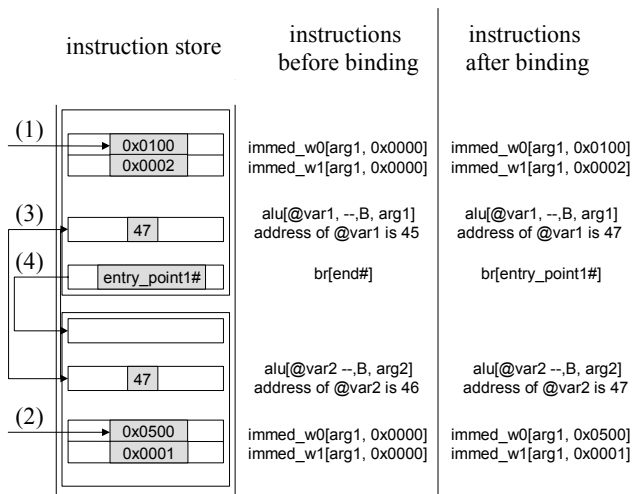 instruction store
instructions
before binding
instructions
after binding
(1)
0x0100
immed_w0[arg1, 0x0000]
immed_w0[arg1, 0x0100]
0x0002
immed_w1[arg1, 0x0000]
immed_w1[arg1, 0x0002]
(3)
47
alu[@var1, --,B, arg1]
address of @var1 is 45
alu[@var1, --,B, arg1]
address of @var1 is 47
(4)
entry_point1#
br[end#]
br[entry_point1#]
47
alu[@var2 --,B, arg2]
address of @var2 is 46
alu[@var2 --,B, arg2]
address of @var2 is 47
(2)
0x0500
immed_w0[arg1, 0x0000]
immed_w0[arg1, 0x0500]
0x0001
immed_w1[arg1, 0x0000]
immed_w1[arg1, 0x0001]